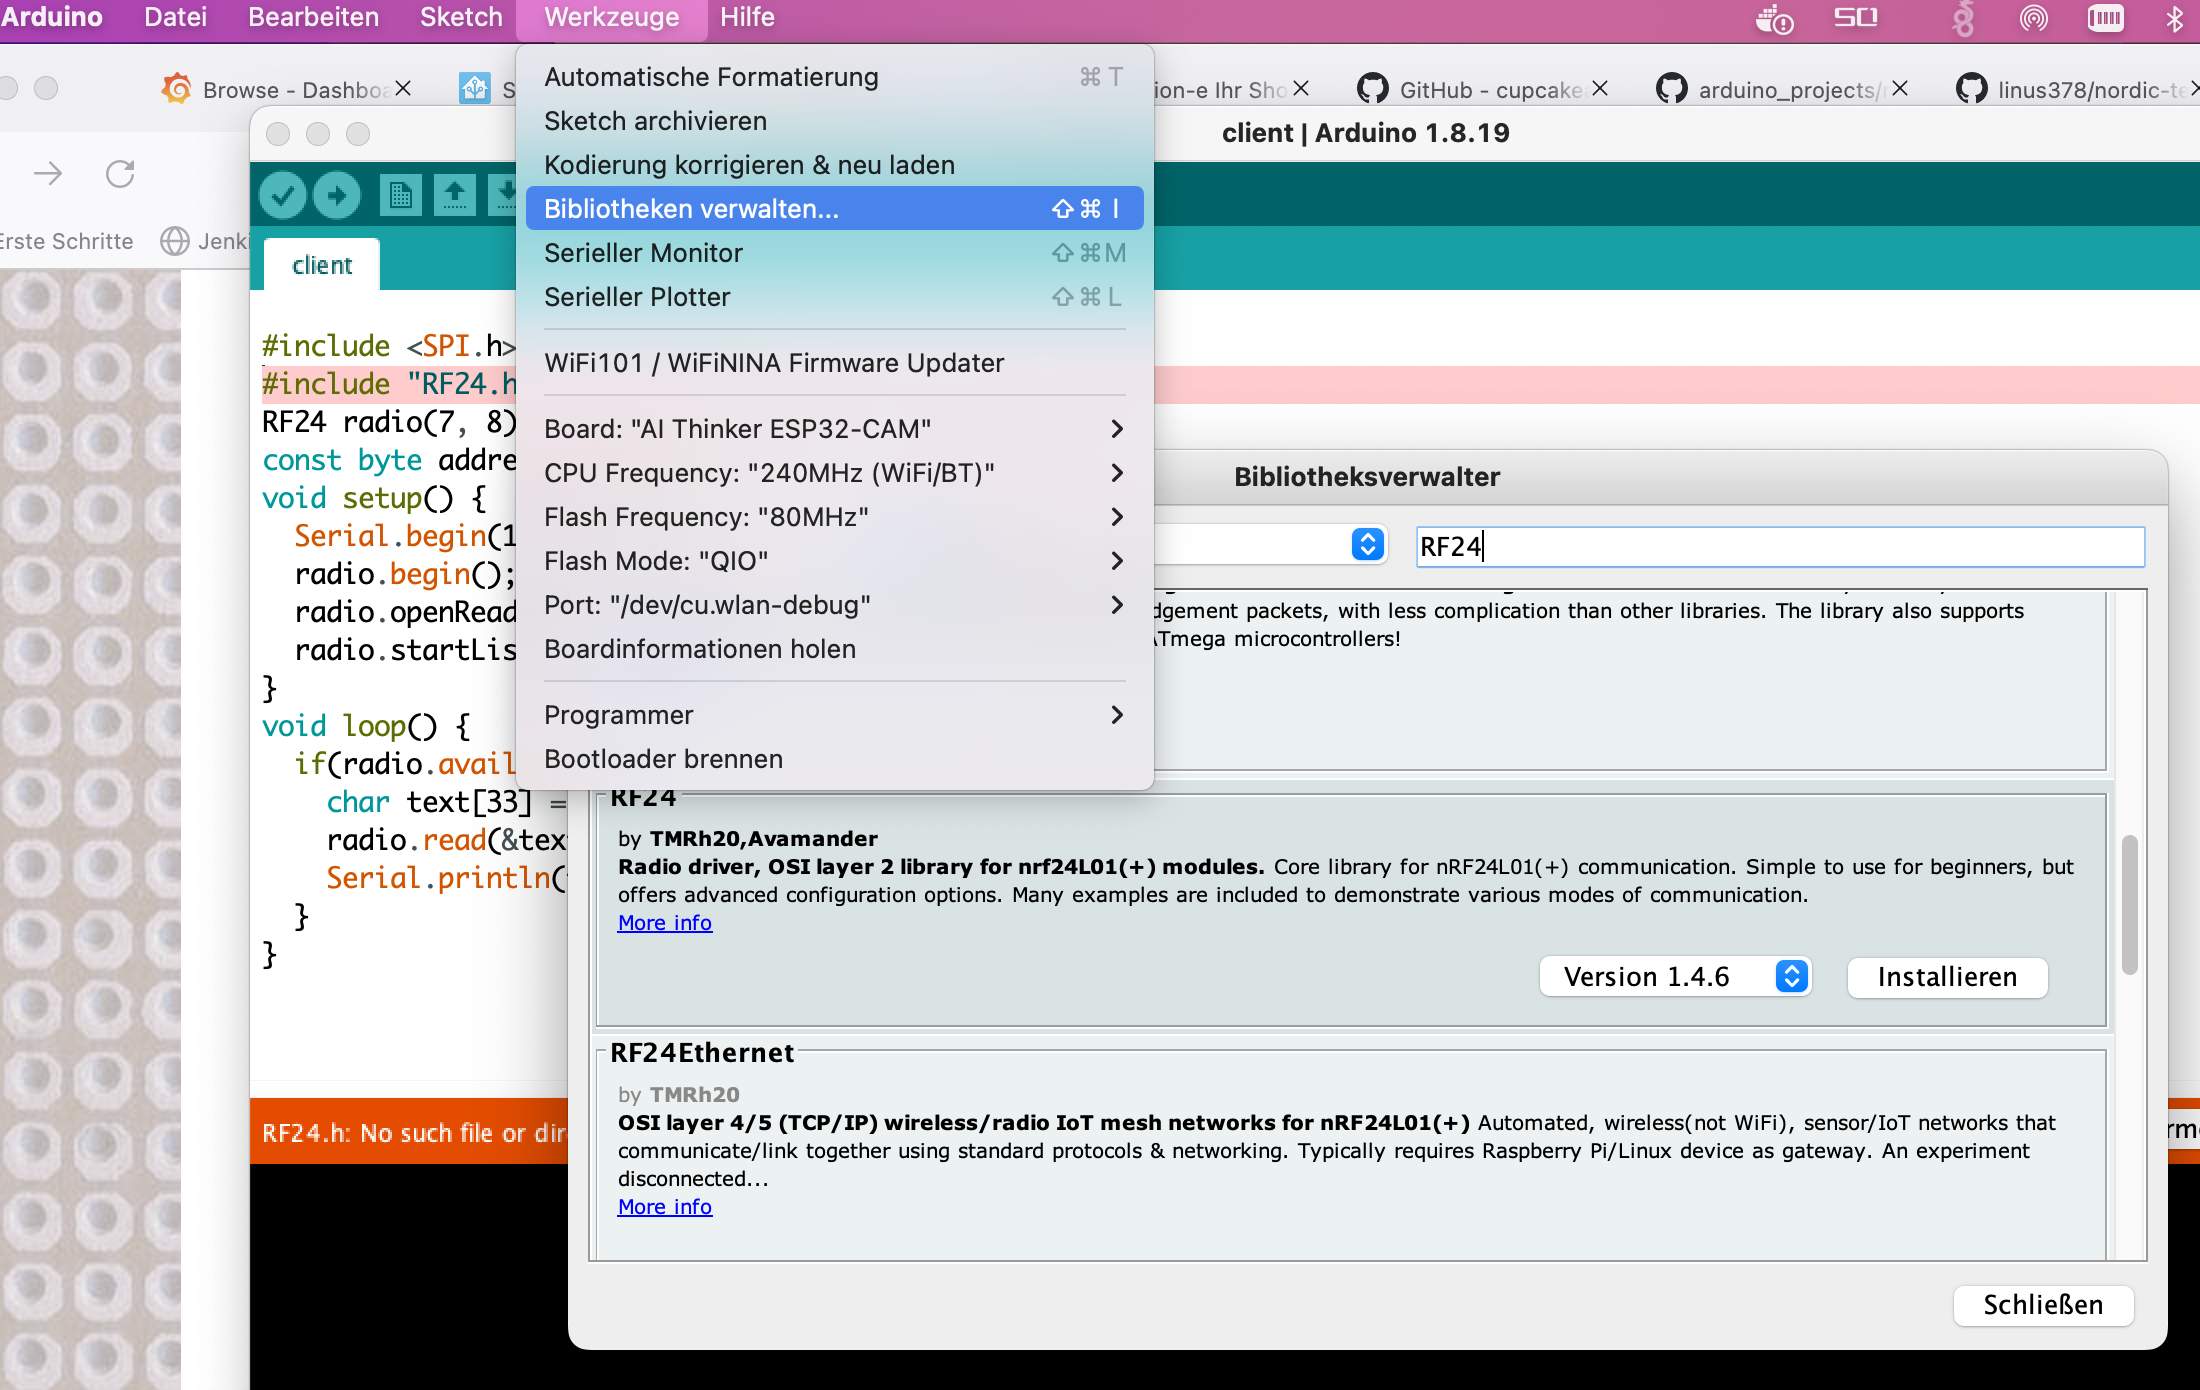 Arduino Datei Bearbeiten Sketch Werkzeuge Hilfe
Browse - Dashboa
S
ion-e Ihr Sho
GitHub - cupcake
arduino_projects/
linus378/nordic-te
client | Arduino 1.8.19
Erste Schritte
Jenki
Automatische Formatierung ⌘ T
Sketch archivieren
Kodierung korrigieren & neu laden
Bibliotheken verwalten... ⇧ ⌘ I
Serieller Monitor ⇧ ⌘ M
Serieller Plotter ⇧ ⌘ L
WiFi101 / WiFiNINA Firmware Updater
Board: "AI Thinker ESP32-CAM"
CPU Frequency: "240MHz (WiFi/BT)"
Flash Frequency: "80MHz"
Flash Mode: "QIO"
Port: "/dev/cu.wlan-debug"
Boardinformationen holen
Programmer
Bootloader brennen
client
#include <SPI.h>
#include "RF24.h
RF24 radio(7, 8)
const byte addre
void setup() {
Serial.begin(1
radio.begin();
radio.openRead
radio.startLis
}
void loop() {
if(radio.avail
char text[33] =
radio.read(&tex
Serial.println(
}
}
RF24.h: No such file or dir
Bibliotheksverwalter
RF24
dgement packets, with less complication than other libraries. The library also supports
ATmega microcontrollers!
RF24
by TMRh20,Avamander
Radio driver, OSI layer 2 library for nrf24L01(+) modules. Core library for nRF24L01(+) communication. Simple to use for beginners, but
offers advanced configuration options. Many examples are included to demonstrate various modes of communication.
More info
Version 1.4.6 Installieren
RF24Ethernet
by TMRh20
OSI layer 4/5 (TCP/IP) wireless/radio IoT mesh networks for nRF24L01(+) Automated, wireless(not WiFi), sensor/IoT networks that
communicate/link together using standard protocols & networking. Typically requires Raspberry Pi/Linux device as gateway. An experiment
disconnected...
More info
Schließen